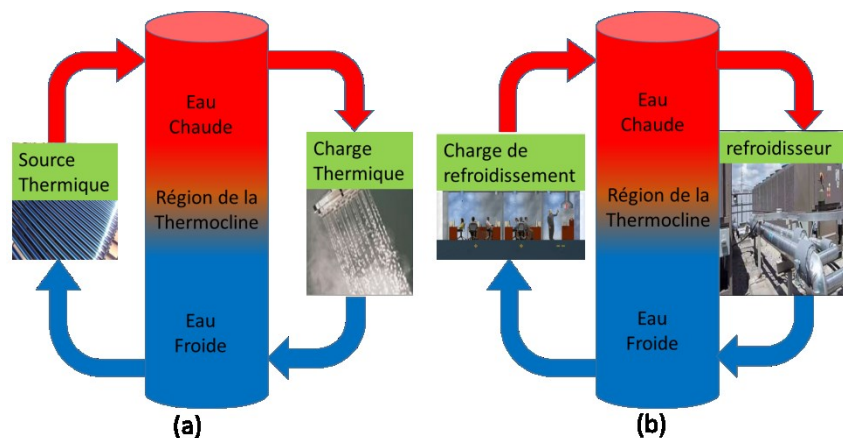 Eau
Chaude
Source
Thermique
Charge
Thermique
Région de la
Thermocline
Eau
Froide
(a)
Eau
Chaude
Charge de
refroidissement
refroidisseur
Région de la
Thermocline
Eau
Froide
(b)